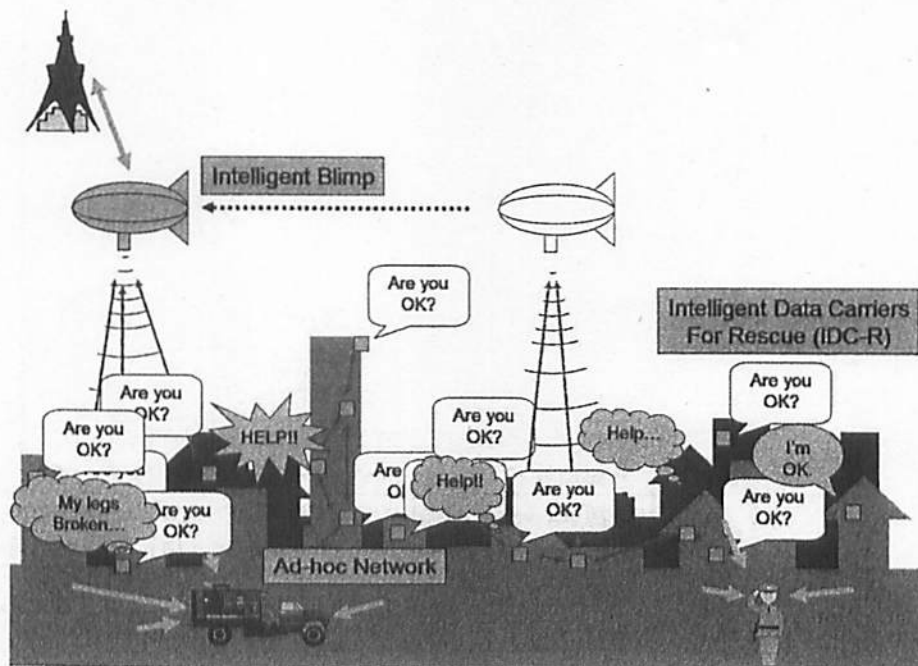 Intelligent Blimp
Are you
OK?
Intelligent Data Carriers
For Rescue (IDC-R)
Are you
OK?
Are you
OK?
HELP!!
Are you
OK?
Help...
Are you
OK?
I'm
OK
Are you
Help!!
Are you
OK?
My legs
Broken...
Are you
OK?
Are you
OK?
Ad-hoc Network